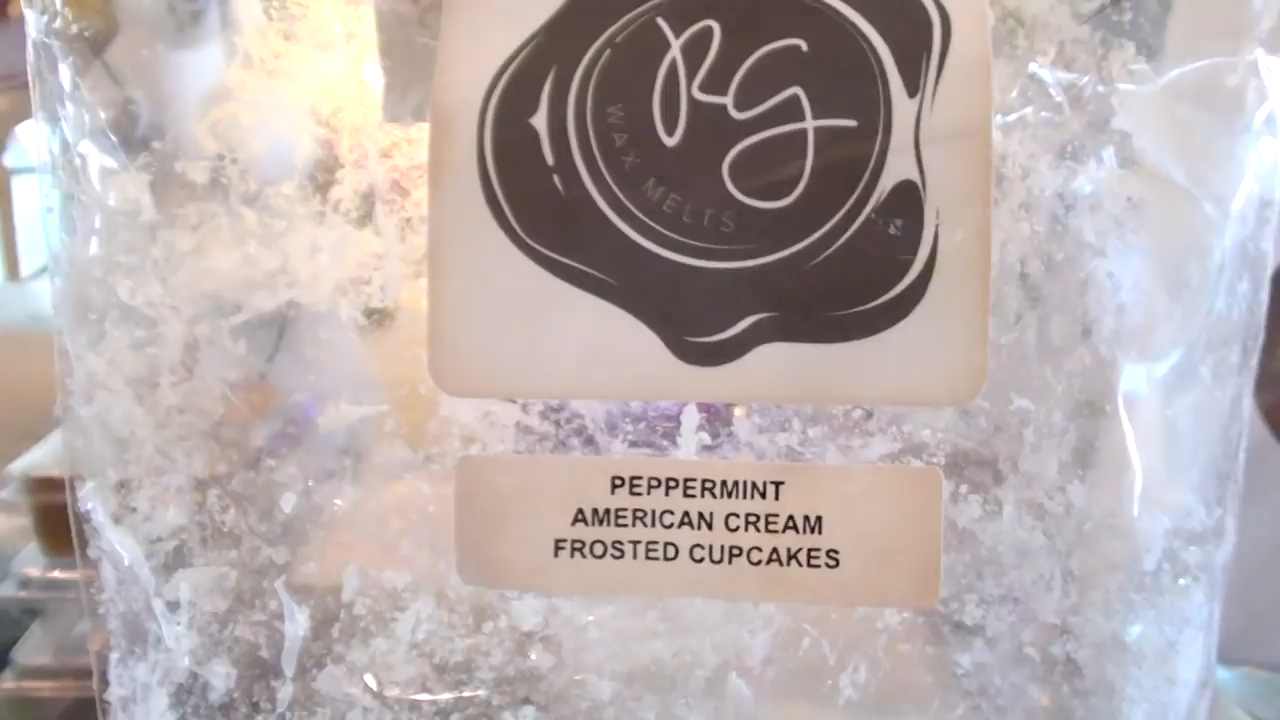 RG
WAX MELTS
PEPPERMINT
AMERICAN CREAM
FROSTED CUPCAKES